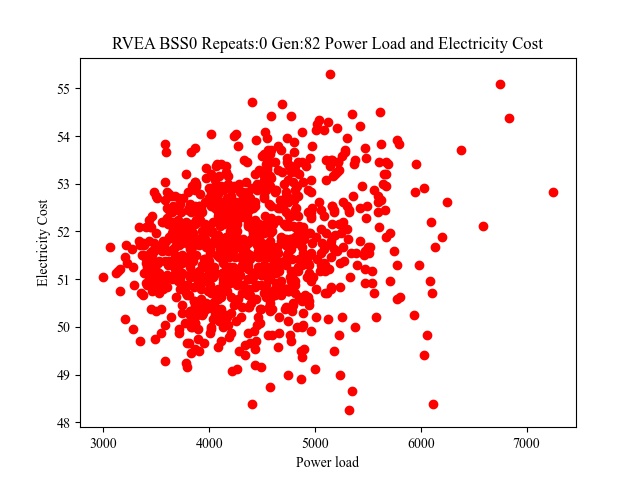 RVEA BSS0 Repeats:0 Gen:82 Power Load and Electricity Cost
55
54
53
52
51
50
49
48
Electricity Cost
3000 4000 5000 6000 7000
Power load